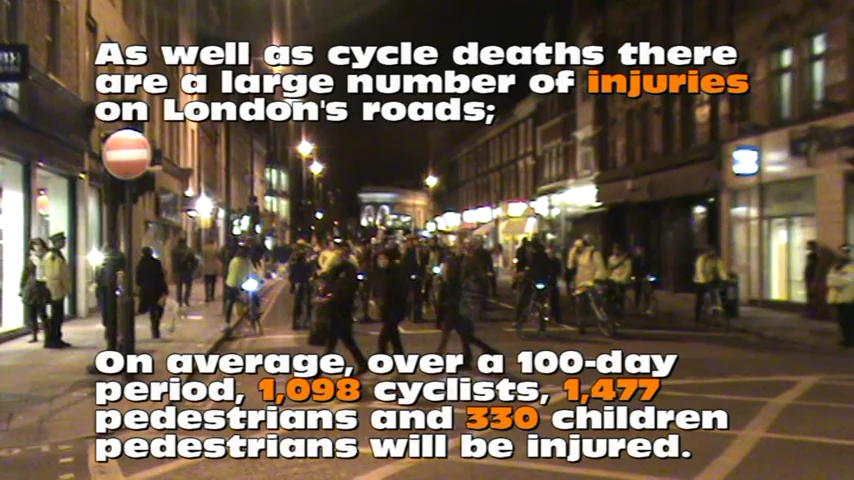 As well as cycle deaths there
are a large number of injuries
on London's roads;
On average, over a 100-day
period, 1,098 cyclists, 1,477
pedestrians and 330 children
pedestrians will be injured.